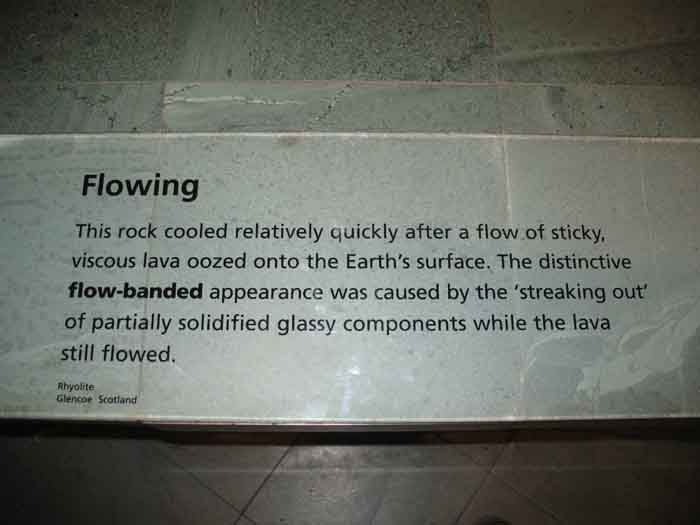 Flowing
This rock cooled relatively quickly after a flow of sticky,
viscous lava oozed onto the Earth's surface. The distinctive
flow-banded appearance was caused by the 'streaking out'
of partially solidified glassy components while the lava
still flowed.
Rhyolite
Glencoe Scotland